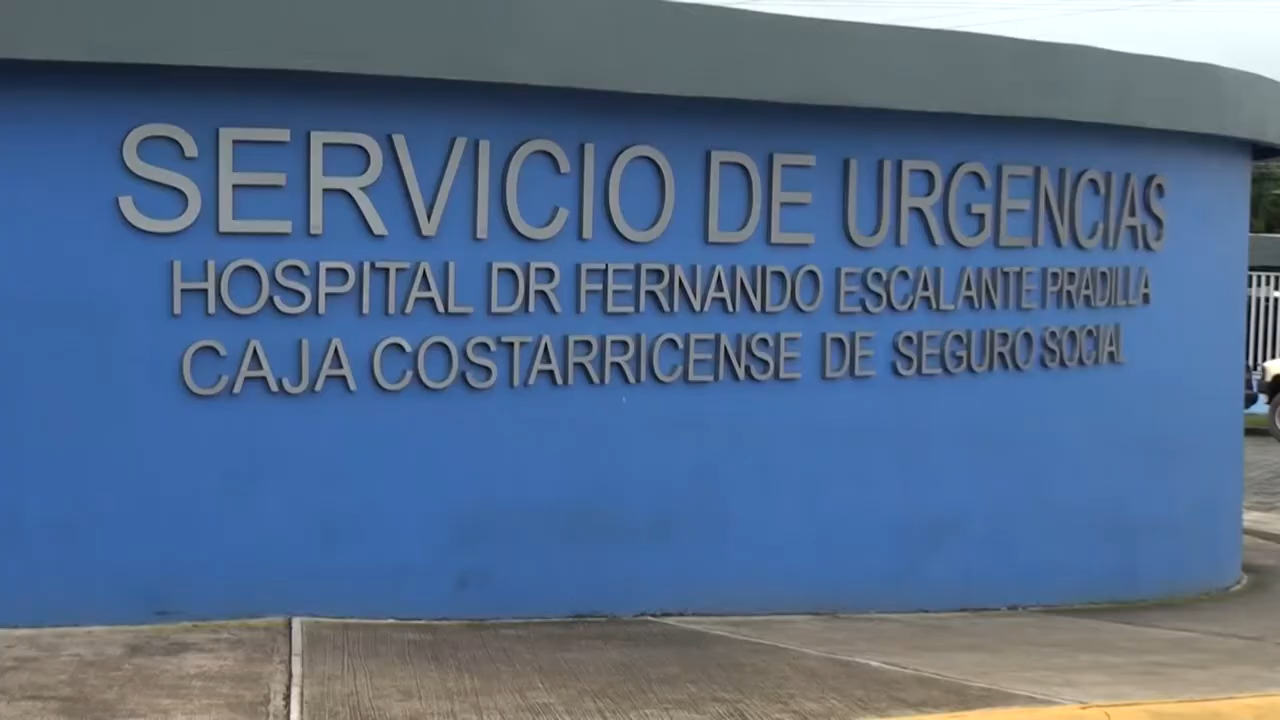 SERVICIO DE URGENCIAS
HOSPITAL DR FERNANDO ESCALANTE PRADILLA
CAJA COSTARRICENSE DE SEGURO SOCIAL